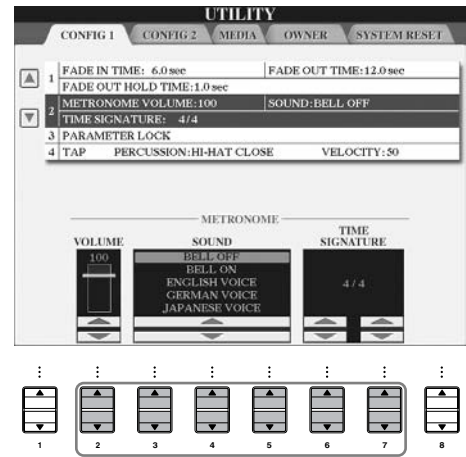 UTILITY
CONFIG 1 CONFIG 2 MEDIA OWNER SYSTEM RESET
1 FADE IN TIME: 6.0 sec FADE OUT TIME:12.0 sec
FADE OUT HOLD TIME:1.0 sec
2 METRONOME VOLUME:100 SOUND:BELL OFF
TIME SIGNATURE: 4/4
3 PARAMETER LOCK
4 TAP PERCUSSION:HI-HAT CLOSE VELOCITY:50
METRONOME
VOLUME SOUND TIME SIGNATURE
100 BELL OFF
BELL ON
ENGLISH VOICE 4/4
GERMAN VOICE
JAPANESE VOICE
1 2 3 4 5 6 7 8